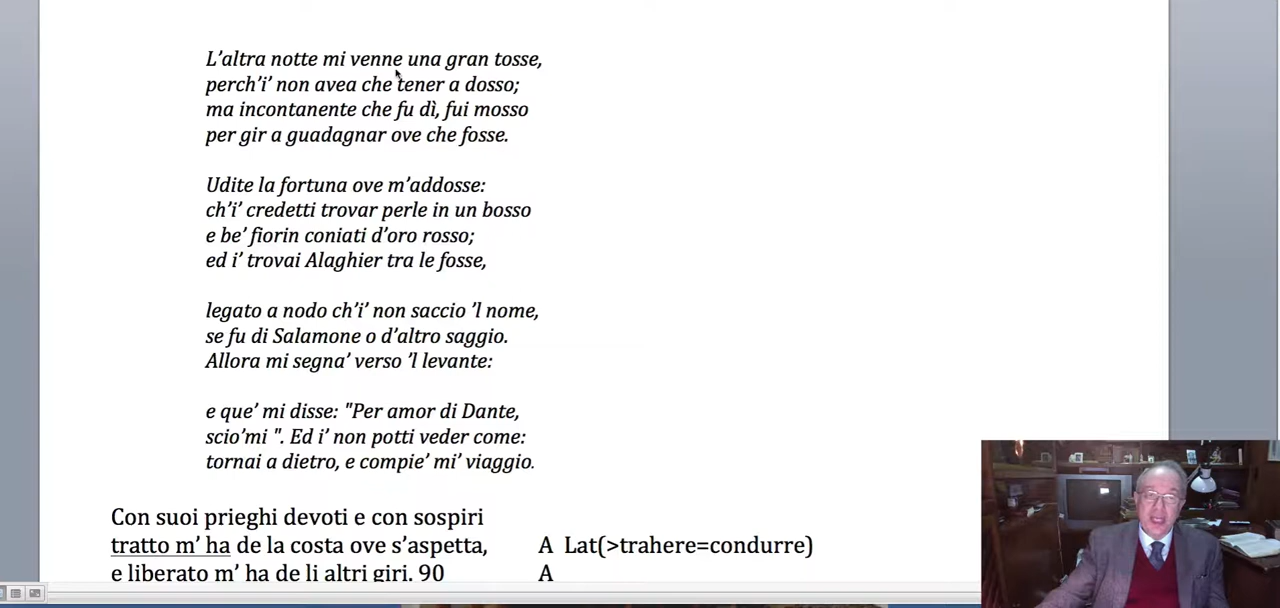 L’altra notte mi venne una gran tosse,
perch’i’ non avea che tener a dosso;
ma incontanente che fu dì, fui mosso
per gir a guadagnar ove che fosse.
Udite la fortuna ove m’addosse:
ch’i’ credetti trovar perle in un bosso
e be’ fiorin coniati d’oro rosso;
ed i’ trovai Alaghier tra le fosse,
legato a nodo ch’i’ non saccio ’l nome,
se fu di Salamone o d’altro saggio.
Allora mi segna’ verso ’l levante:
e que’ mi disse: "Per amor di Dante,
scio’mi ". Ed i’ non potti veder come:
tornai a dietro, e compie’ mi’ viaggio.
Con suoi prieghi devoti e con sospiri
tratto m’ ha de la costa ove s’aspetta, A Lat(>trahere=condurre)
e liberato m’ ha de li altri giri. 90 A